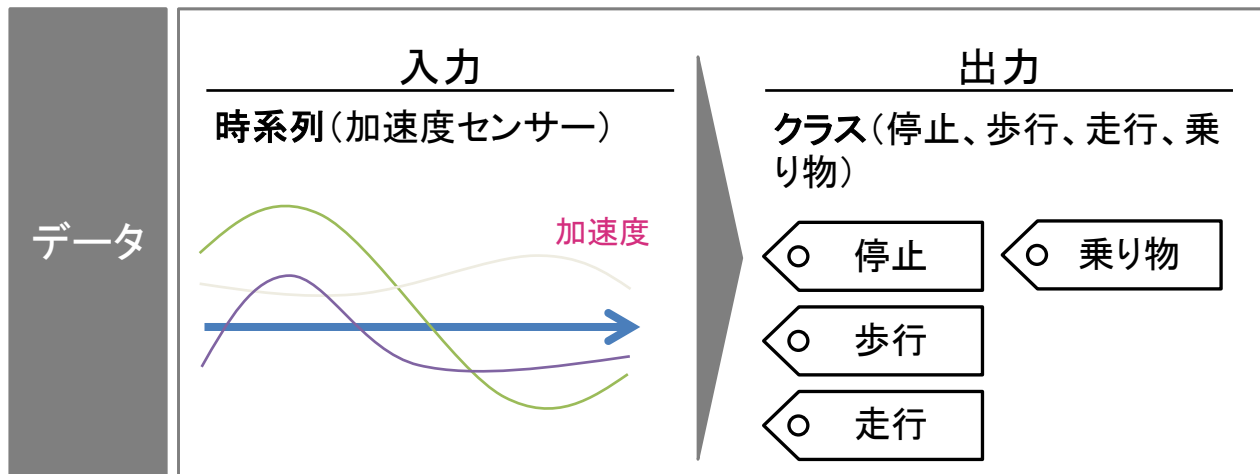 データ
入力
時系列(加速度センサー)
加速度
出力
クラス(停止、歩行、走行、乗
り物)
停止
乗り物
歩行
走行